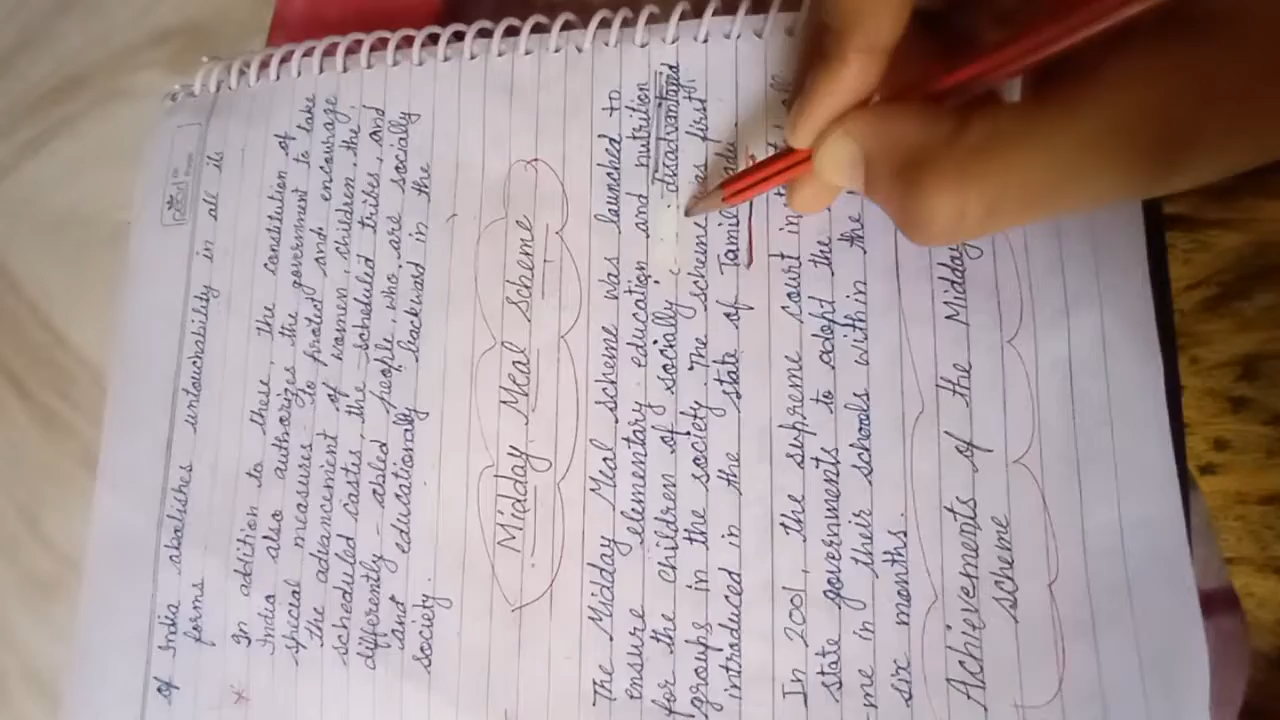 of India abolishes untouchability in all its
forms
* In addition to these, the constitution of
India also authorizes the government to take
special measures - To protect and encourage
the advancement of women, children, the
scheduled castes, the scheduled tribes, and
differently-abled people who are socially
and educationally backward in the
society.
Midday Meal scheme
The Midday Meal scheme was launched to
ensure elementary education and nutrition
for the children of socially disadvantaged
groups in the society. The scheme was first
introduced in the state of Tamil
In 2001, the supreme court
state governments to adopt the
-me in their schools within the
six months.
Achievements of the Midday
scheme